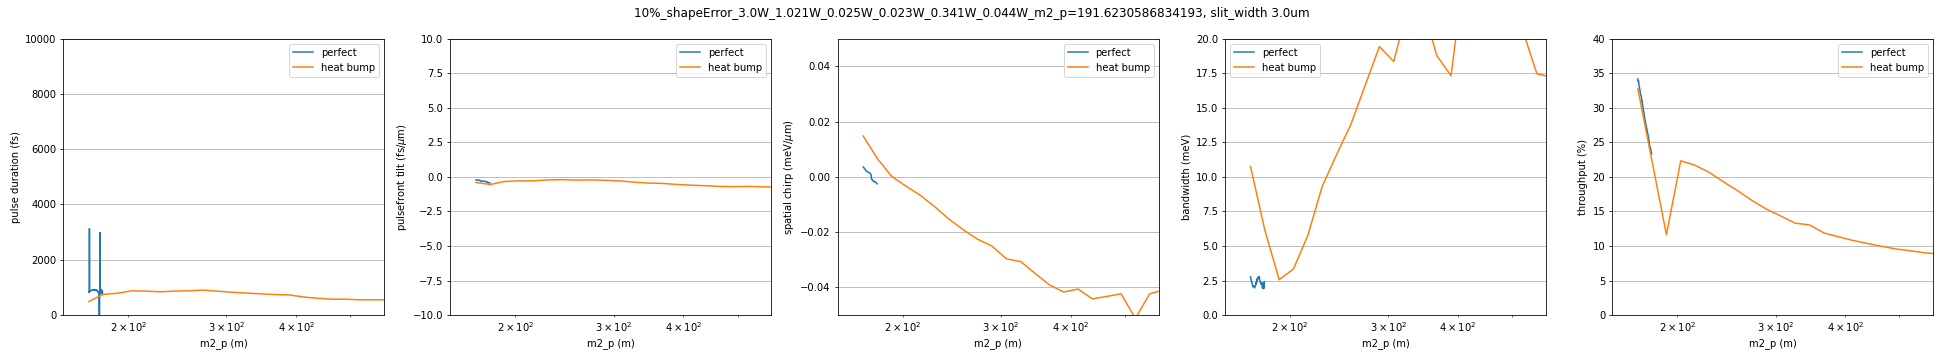 10%_shapeError_3.0W_1.021W_0.025W_0.023W_0.341W_0.044W_m2_p=191.6230586834193, slit_width 3.0um
pulse duration (fs)
10000
8000
6000
4000
2000
0
perfect
heat bump
2 × 10²
3 × 10²
4 × 10²
m2_p (m)
pulsefront tilt (fs/μm)
10.0
7.5
5.0
2.5
0.0
−2.5
−5.0
−7.5
−10.0
perfect
heat bump
2 × 10²
3 × 10²
4 × 10²
m2_p (m)
spatial chirp (meV/μm)
0.04
0.02
0.00
−0.02
−0.04
perfect
heat bump
2 × 10²
3 × 10²
4 × 10²
m2_p (m)
bandwidth (meV)
20.0
17.5
15.0
12.5
10.0
7.5
5.0
2.5
0.0
perfect
heat bump
2 × 10²
3 × 10²
4 × 10²
m2_p (m)
throughput (%)
40
35
30
25
20
15
10
5
0
perfect
heat bump
2 × 10²
3 × 10²
4 × 10²
m2_p (m)